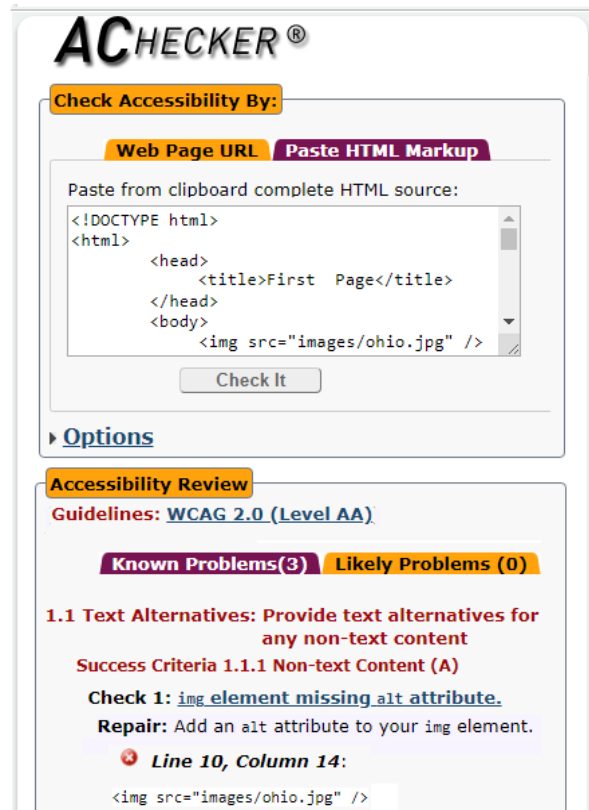 ACHECKER ®
Check Accessibility By:
Web Page URL Paste HTML Markup
Paste from clipboard complete HTML source:
<!DOCTYPE html>
<html>
<head>
<title>First  Page</title>
</head>
<body>
<img src="images/ohio.jpg" />
Check It
Options
Accessibility Review
Guidelines: WCAG 2.0 (Level AA)
Known Problems(3) Likely Problems (0)
1.1 Text Alternatives: Provide text alternatives for
any non-text content
Success Criteria 1.1.1 Non-text Content (A)
Check 1: img element missing alt attribute.
Repair: Add an alt attribute to your img element.
Line 10, Column 14:
<img src="images/ohio.jpg" />